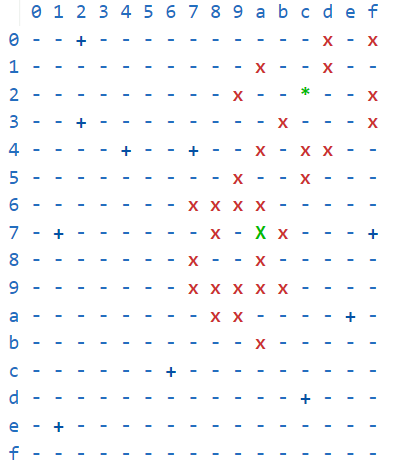 0 1 2 3 4 5 6 7 8 9 a b c d e f
0 - - + - - - - - - - - - - x - x
1 - - - - - - - - - - x - - x - -
2 - - - - - - - - - x - - * - - x
3 - - + - - - - - - - - x - - - x
4 - - - - + - - + - - x - x x - -
5 - - - - - - - - - x - - x - - -
6 - - - - - - - x x x x - - - - -
7 - + - - - - - - x - X x - - - +
8 - - - - - - - x - - x - - - - -
9 - - - - - - - x x x x x - - - -
a - - - - - - - - x x - - - - + -
b - - - - - - - - - - x - - - - -
c - - - - - - + - - - - - - - - -
d - - - - - - - - - - - - + - - -
e - + - - - - - - - - - - - - - -
f - - - - - - - - - - - - - - - -